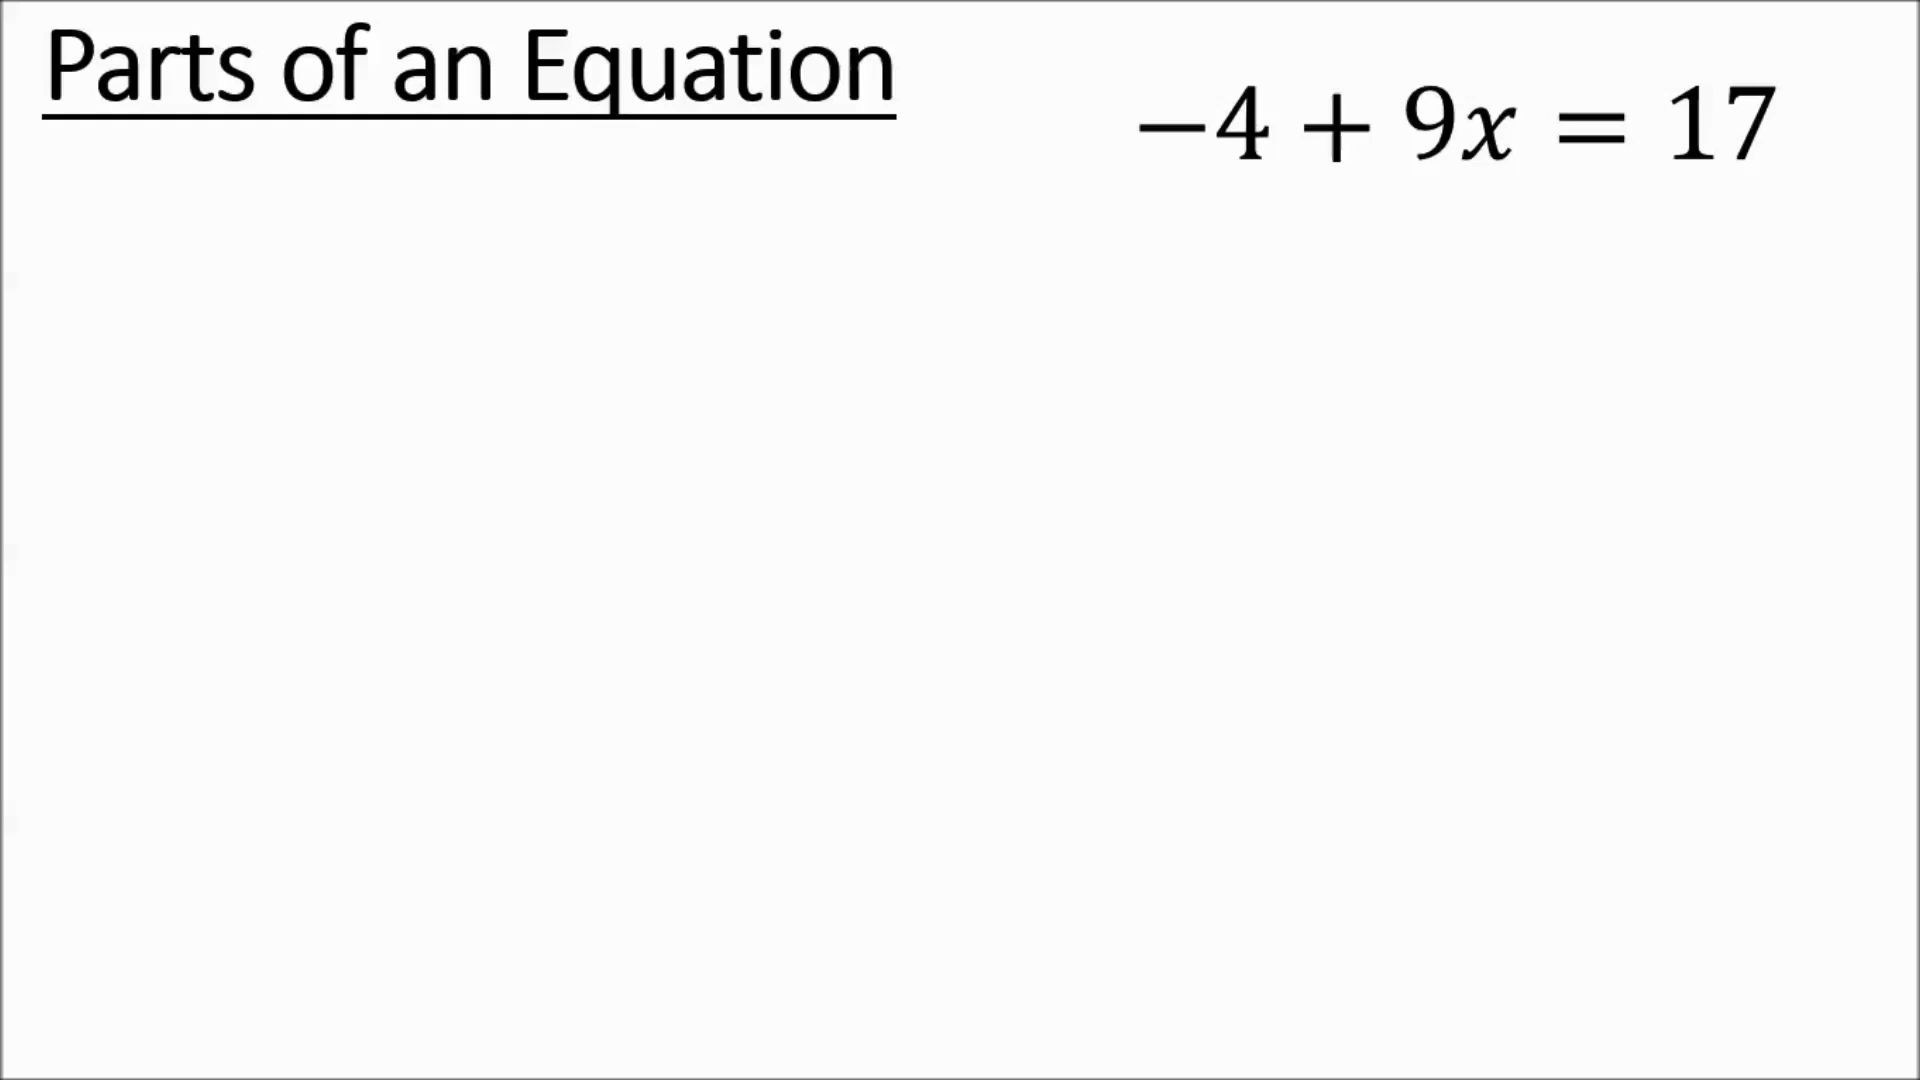 Parts of an Equation
−4 + 9x = 17